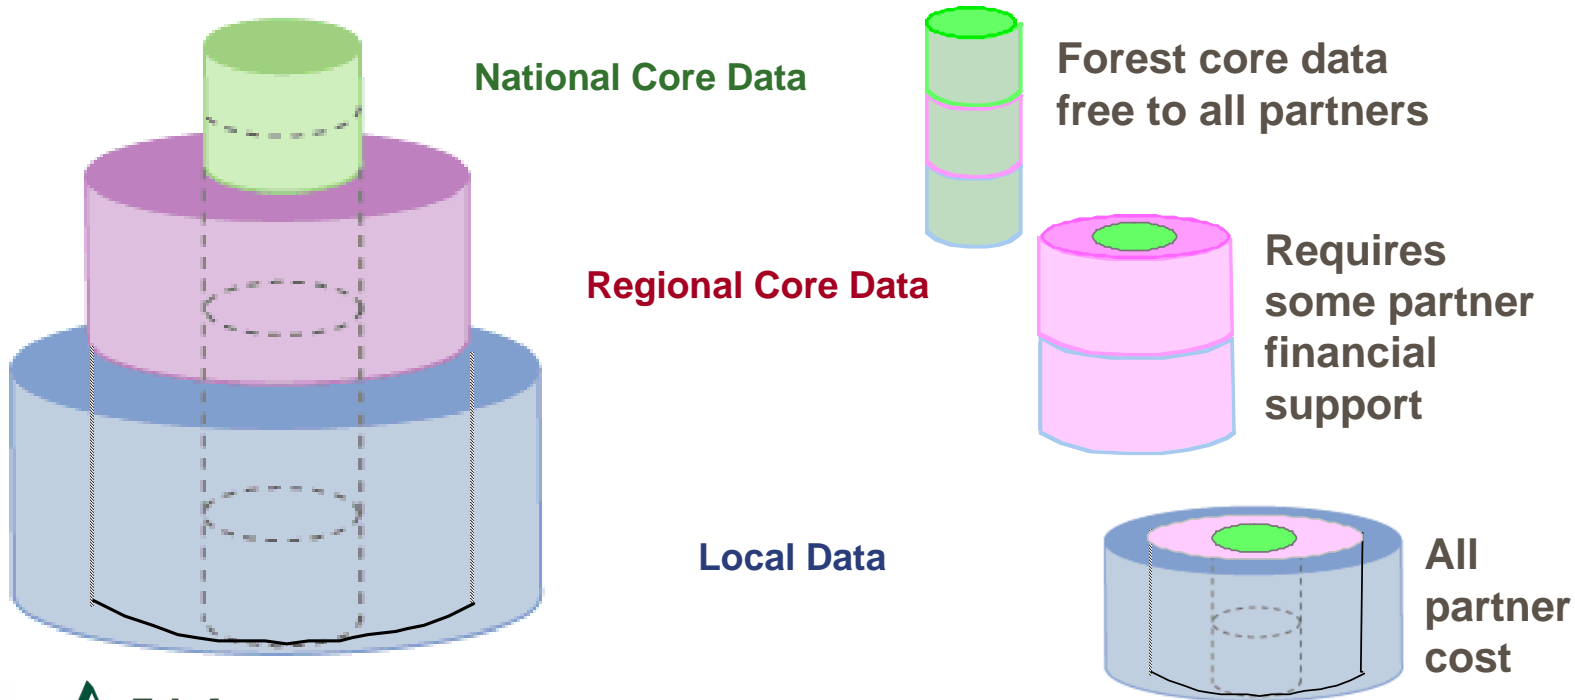 National Core Data
Forest core data
free to all partners
Regional Core Data
Requires
some partner
financial
support
Local Data
All
partner
cost